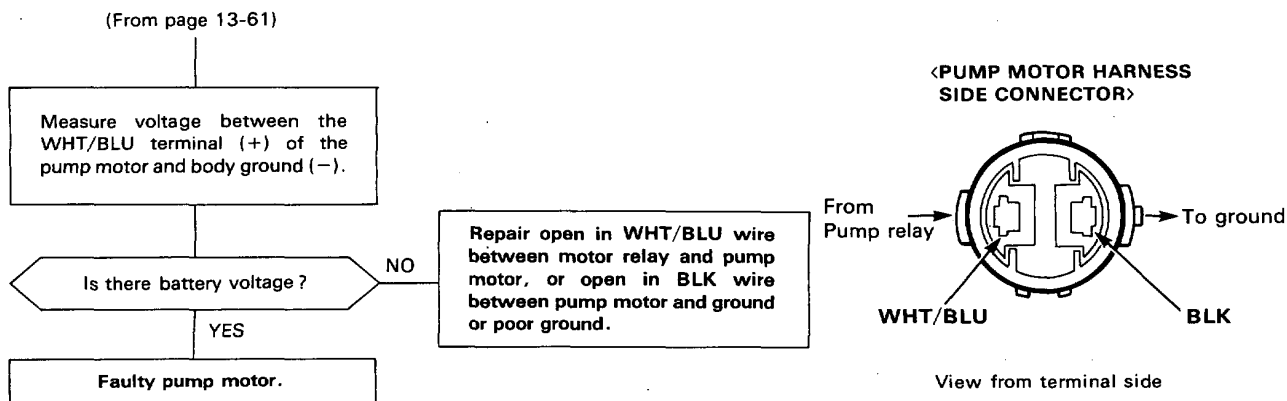 (From page 13-61)
Measure voltage between the
WHT/BLU terminal (+) of the
pump motor and body ground (−).
Is there battery voltage?
NO
YES
Repair open in WHT/BLU wire
between motor relay and pump
motor, or open in BLK wire
between pump motor and ground
or poor ground.
Faulty pump motor.
<PUMP MOTOR HARNESS
SIDE CONNECTOR>
From
Pump relay
To ground
WHT/BLU
BLK
View from terminal side